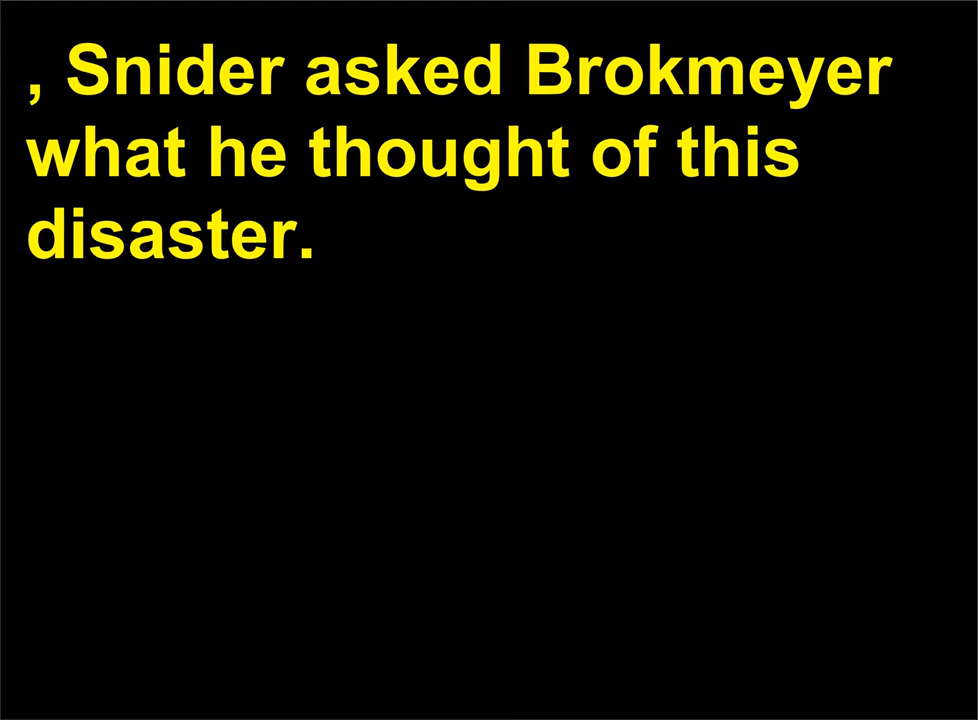 , Snider asked Brokmeyer
what he thought of this
disaster.